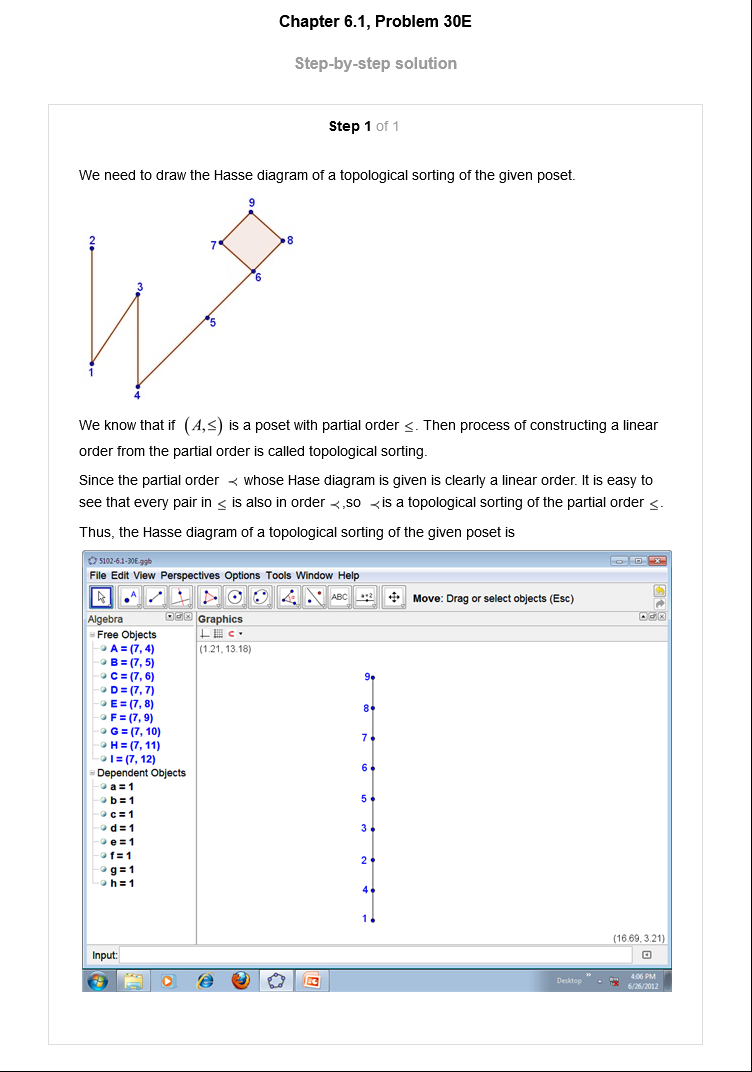 Chapter 6.1, Problem 30E
Step-by-step solution
Step 1 of 1
We need to draw the Hasse diagram of a topological sorting of the given poset.
9
2
7
8
6
3
5
1
4
We know that if (A,≤) is a poset with partial order ≤. Then process of constructing a linear
order from the partial order is called topological sorting.
Since the partial order ≺ whose Hase diagram is given is clearly a linear order. It is easy to
see that every pair in ≤ is also in order ≺,so ≺is a topological sorting of the partial order ≤.
Thus, the Hasse diagram of a topological sorting of the given poset is
5102-6.1-30E.ggb
File Edit View Perspectives Options Tools Window Help
A
ABC
a=2
Move: Drag or select objects (Esc)
Algebra
Graphics
Free Objects
A = (7, 4)
B = (7, 5)
C = (7, 6)
D = (7, 7)
E = (7, 8)
F = (7, 9)
G = (7, 10)
H = (7, 11)
I = (7, 12)
Dependent Objects
a = 1
b = 1
c = 1
d = 1
e = 1
f = 1
g = 1
h = 1
(1.21, 13.18)
9
8
7
6
5
3
2
4
1
(16.69, 3.21)
Input:
Desktop
4:06 PM
6/26/2012